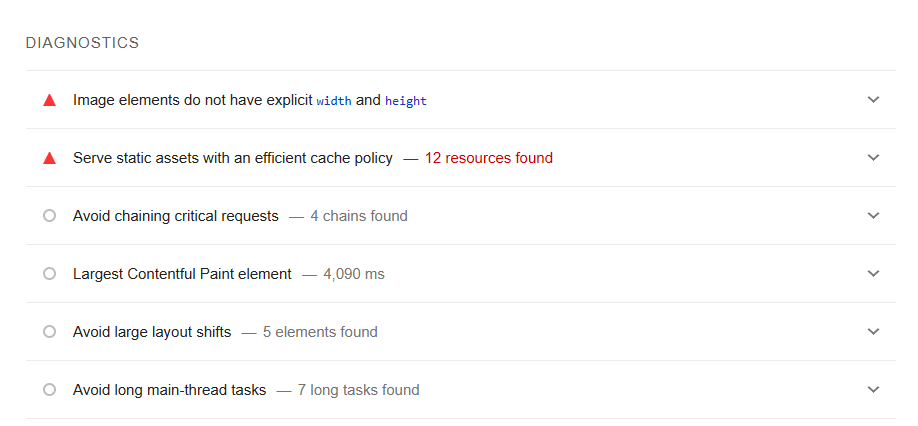 DIAGNOSTICS
Image elements do not have explicit width and height
Serve static assets with an efficient cache policy — 12 resources found
Avoid chaining critical requests — 4 chains found
Largest Contentful Paint element — 4,090 ms
Avoid large layout shifts — 5 elements found
Avoid long main-thread tasks — 7 long tasks found